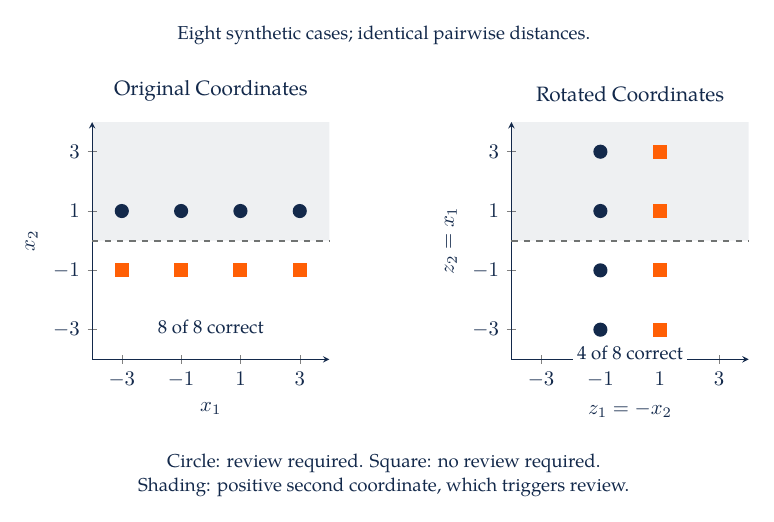 Eight synthetic cases; identical pairwise distances.
Original Coordinates
3
1
−1
−3
x₂
8 of 8 correct
−3 −1 1 3
x₁
Rotated Coordinates
3
1
−1
−3
z₂ = x₁
4 of 8 correct
−3 −1 1 3
z₁ = −x₂
Circle: review required. Square: no review required.
Shading: positive second coordinate, which triggers review.